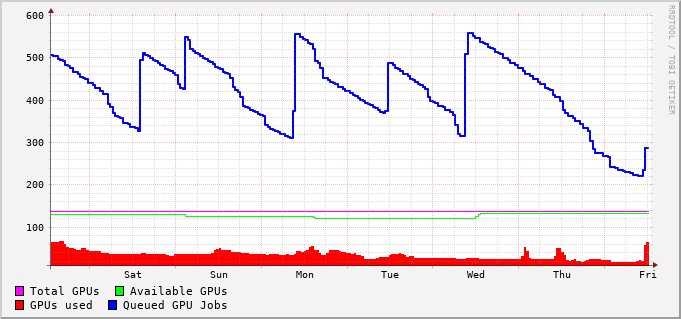 600
500
400
300
200
100
Sat Sun Mon Tue Wed Thu Fri
Total GPUs Available GPUs
GPUs used Queued GPU Jobs
RRDTOOL / TOBI OETIKER